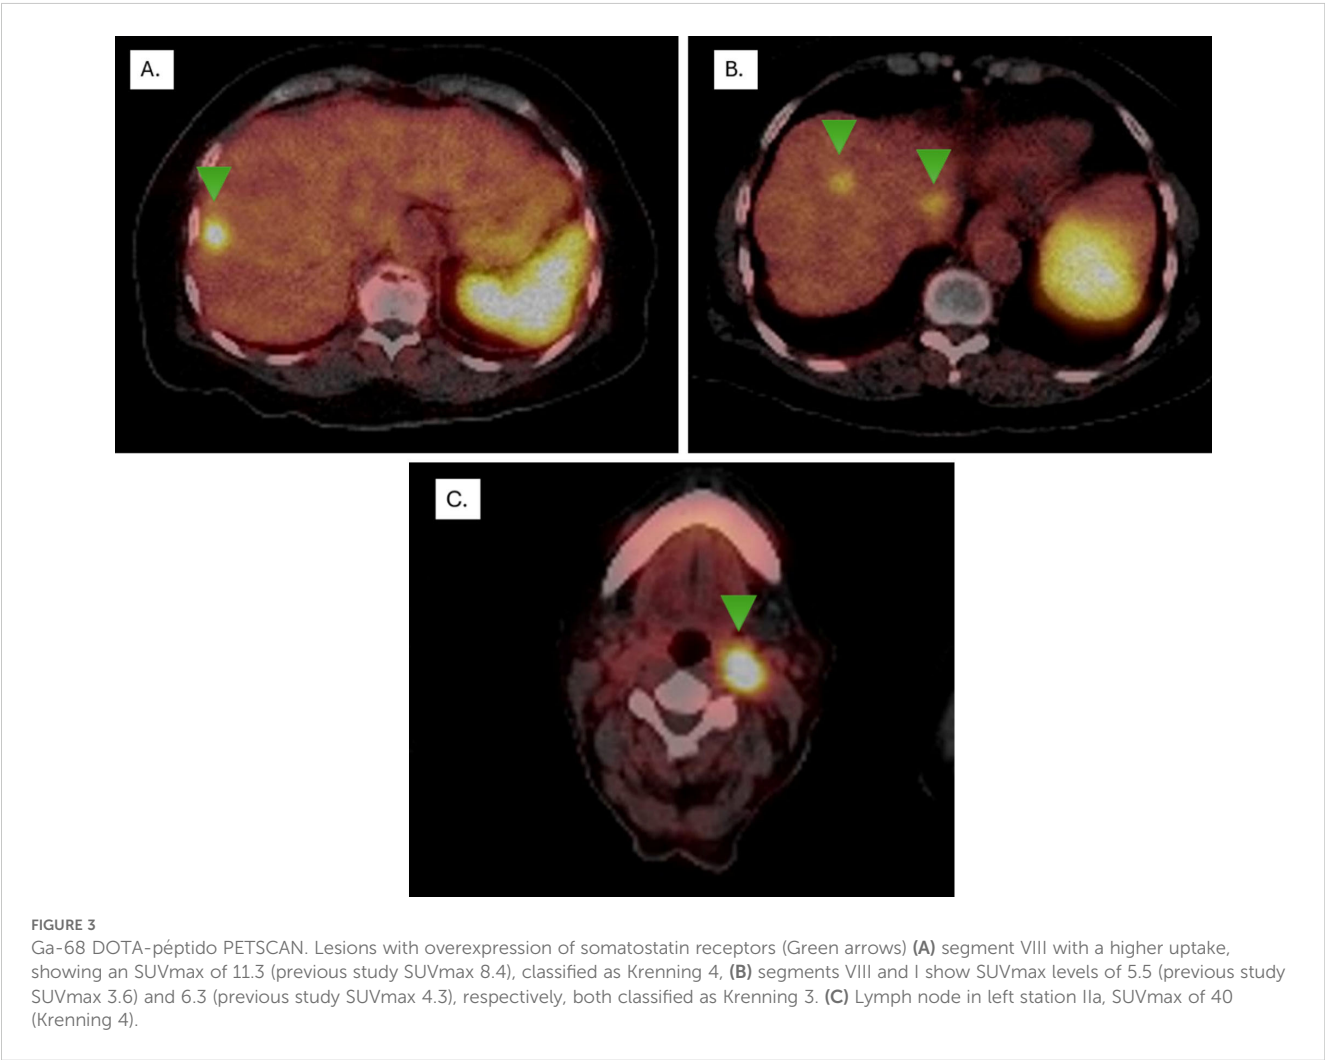 A.
B.
C.
FIGURE 3
Ga-68 DOTA-péptido PETSCAN. Lesions with overexpression of somatostatin receptors (Green arrows) (A) segment VIII with a higher uptake,
showing an SUVmax of 11.3 (previous study SUVmax 8.4), classified as Krenning 4, (B) segments VIII and I show SUVmax levels of 5.5 (previous study
SUVmax 3.6) and 6.3 (previous study SUVmax 4.3), respectively, both classified as Krenning 3. (C) Lymph node in left station IIa, SUVmax of 40
(Krenning 4).